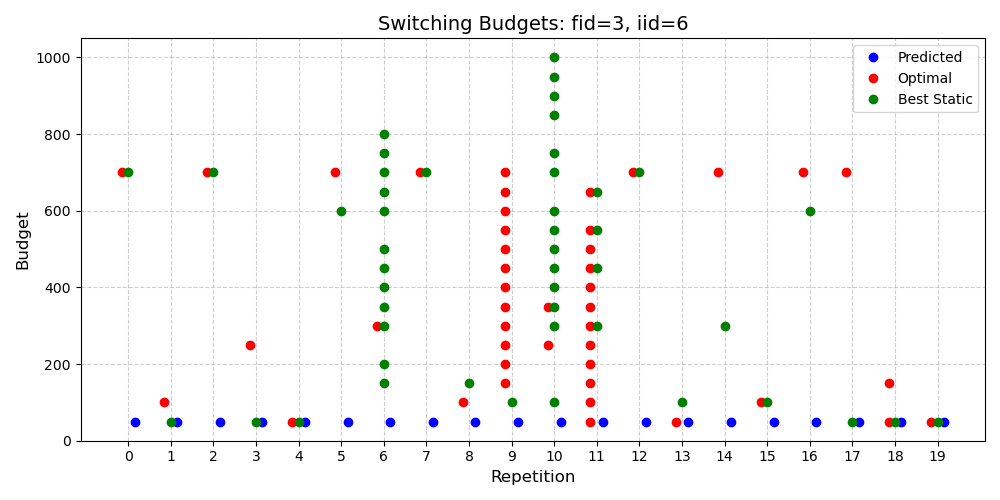 Switching Budgets: fid=3, iid=6
Predicted
Optimal
Best Static
Budget
1000
800
600
400
200
0
0 1 2 3 4 5 6 7 8 9 10 11 12 13 14 15 16 17 18 19
Repetition